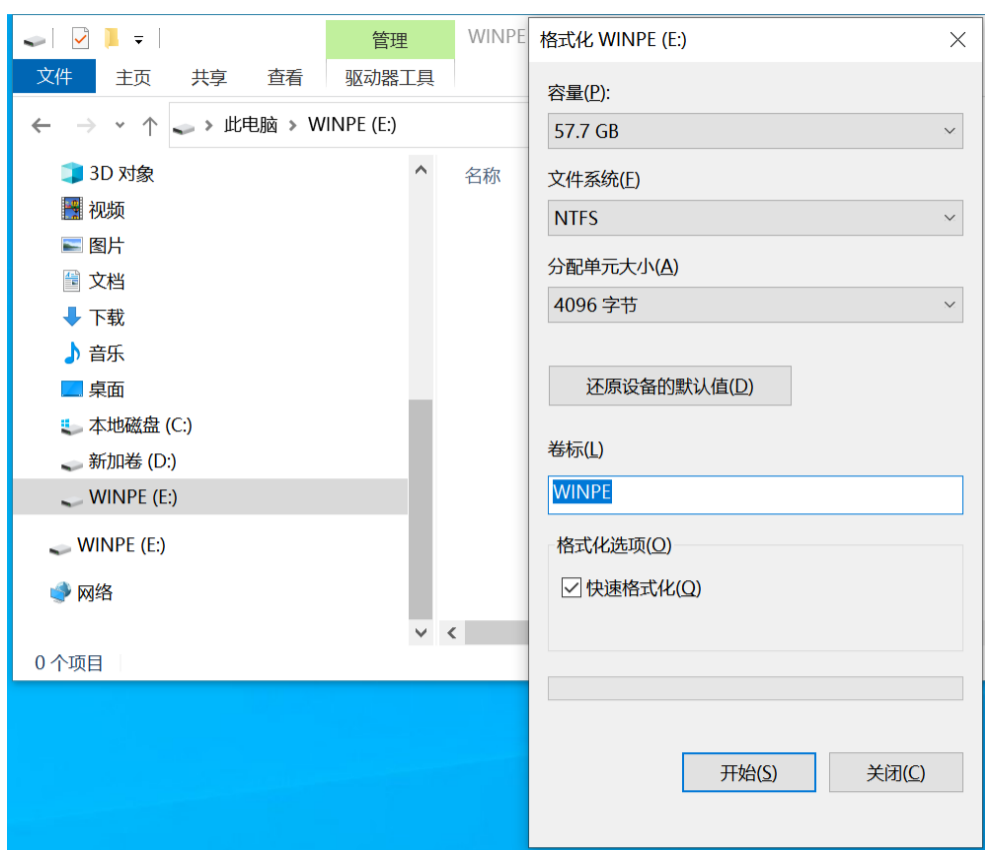 管理
WINPE
文件
主页
共享
查看
驱动器工具
此电脑
WINPE (E:)
3D 对象
视频
图片
文档
下载
音乐
桌面
本地磁盘 (C:)
新加卷 (D:)
WINPE (E:)
WINPE (E:)
网络
名称
0 个项目
格式化 WINPE (E:)
容量(P):
57.7 GB
文件系统(F)
NTFS
分配单元大小(A)
4096 字节
还原设备的默认值(D)
卷标(L)
WINPE
格式化选项(O)
快速格式化(Q)
开始(S)
关闭(C)